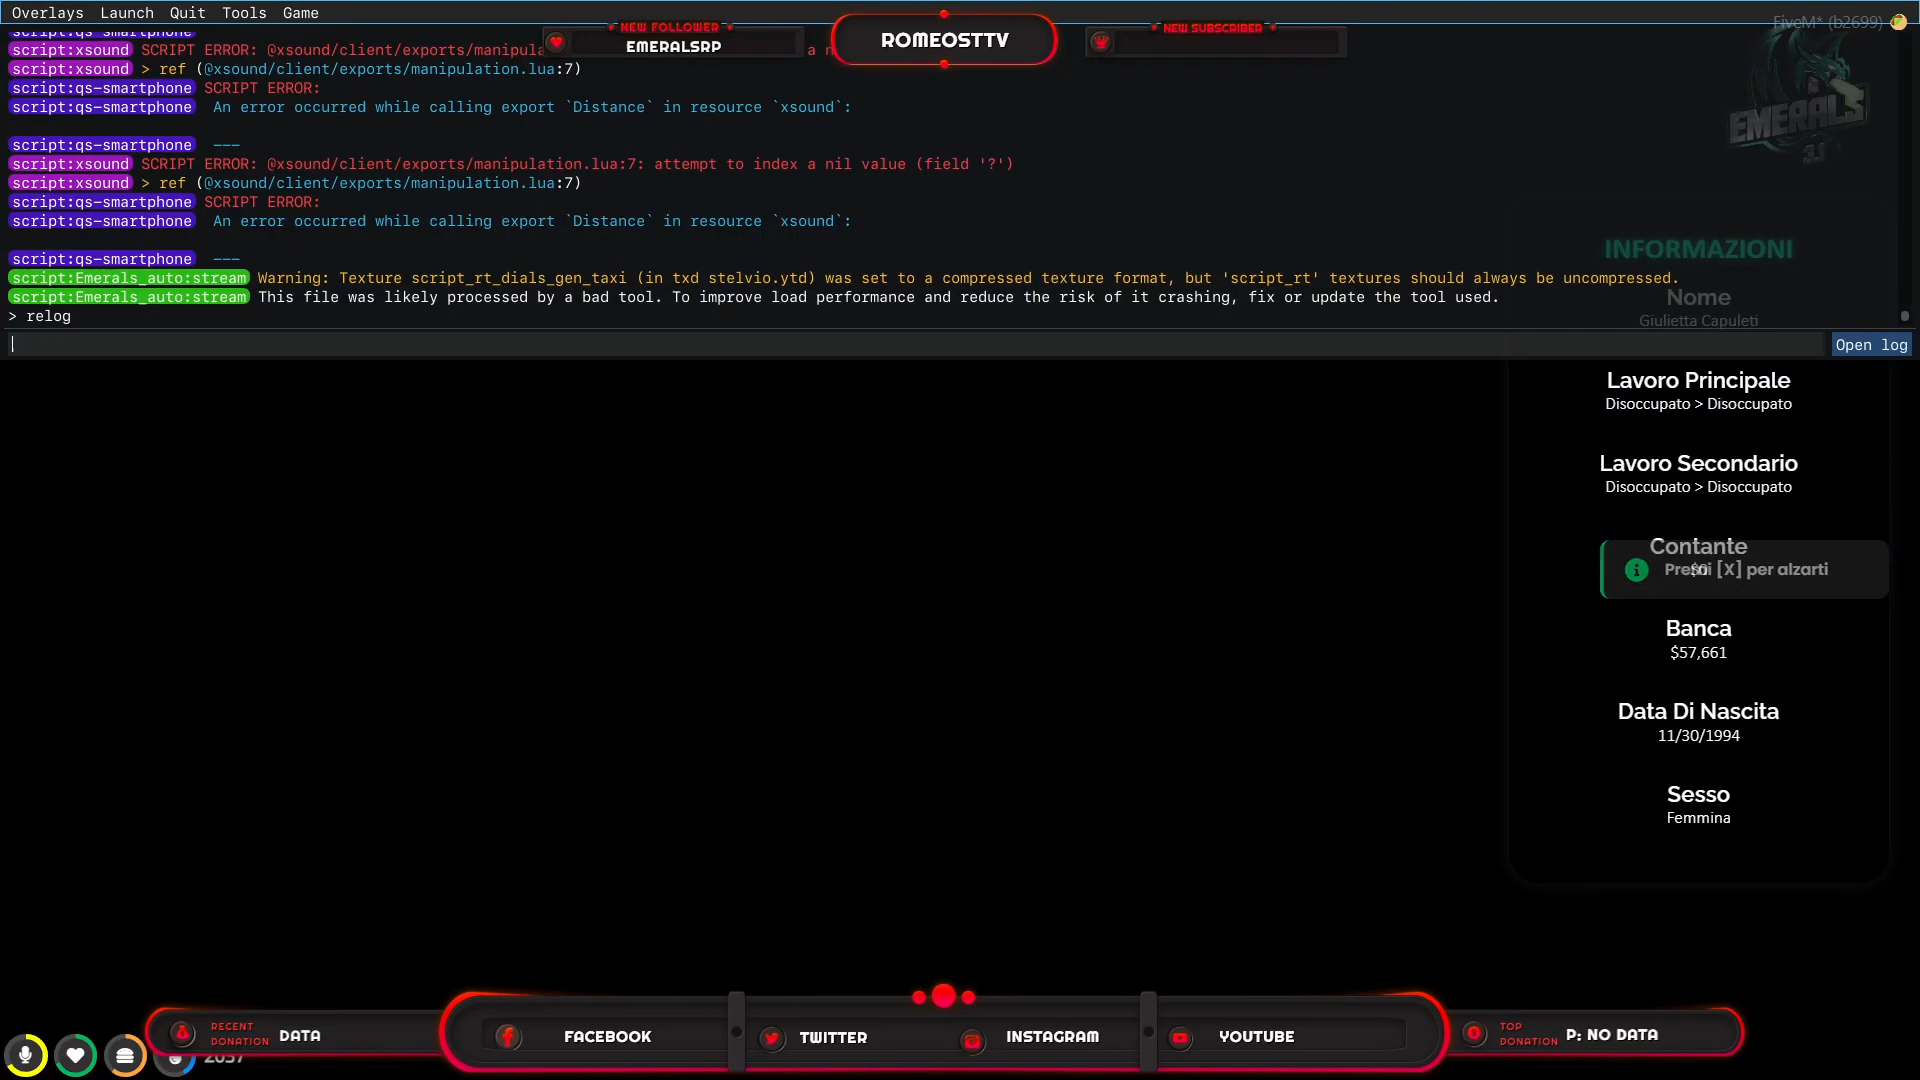 Overlays Launch Quit Tools Game
FiveM* (b2699)
script:qs-smartphone
script:xsound SCRIPT ERROR: @xsound/client/exports/manipula
a n
script:xsound > ref (@xsound/client/exports/manipulation.lua:7)
script:qs-smartphone SCRIPT ERROR:
script:qs-smartphone An error occurred while calling export `Distance` in resource `xsound`:
script:qs-smartphone ---
script:xsound SCRIPT ERROR: @xsound/client/exports/manipulation.lua:7: attempt to index a nil value (field '?')
script:xsound > ref (@xsound/client/exports/manipulation.lua:7)
script:qs-smartphone SCRIPT ERROR:
script:qs-smartphone An error occurred while calling export `Distance` in resource `xsound`:
script:qs-smartphone ---
script:Emerals_auto:stream Warning: Texture script_rt_dials_gen_taxi (in txd stelvio.ytd) was set to a compressed texture format, but 'script_rt' textures should always be uncompressed.
script:Emerals_auto:stream This file was likely processed by a bad tool. To improve load performance and reduce the risk of it crashing, fix or update the tool used.
> relog
Open log
NEW FOLLOWER
EMERALSRP
ROMEOSTTV
NEW SUBSCRIBER
EMERALS
3.1
INFORMAZIONI
Nome
Giulietta Capuleti
Lavoro Principale
Disoccupato > Disoccupato
Lavoro Secondario
Disoccupato > Disoccupato
Contante
$0
Premi [X] per alzarti
Banca
$57,661
Data Di Nascita
11/30/1994
Sesso
Femmina
RECENT
DONATION
DATA
FACEBOOK
TWITTER
INSTAGRAM
YOUTUBE
TOP
DONATION
P: NO DATA
2037